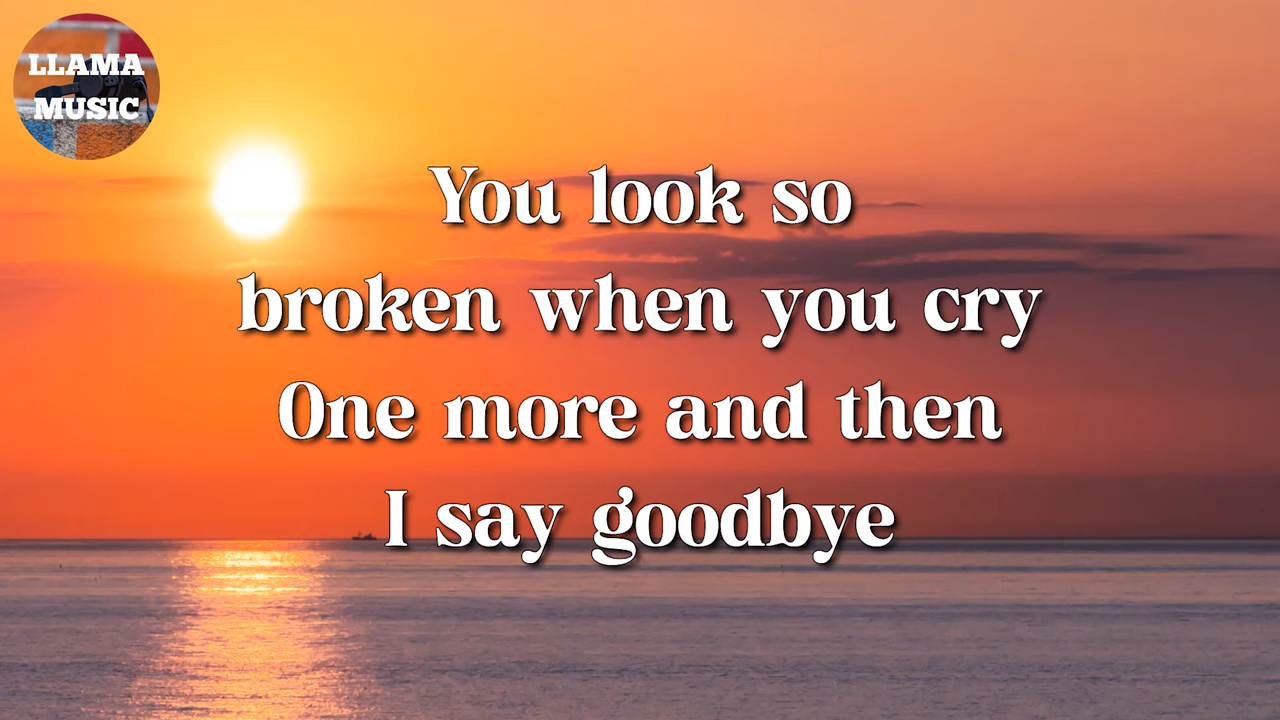 LLAMA
MUSIC
You look so
broken when you cry
One more and then
I say goodbye